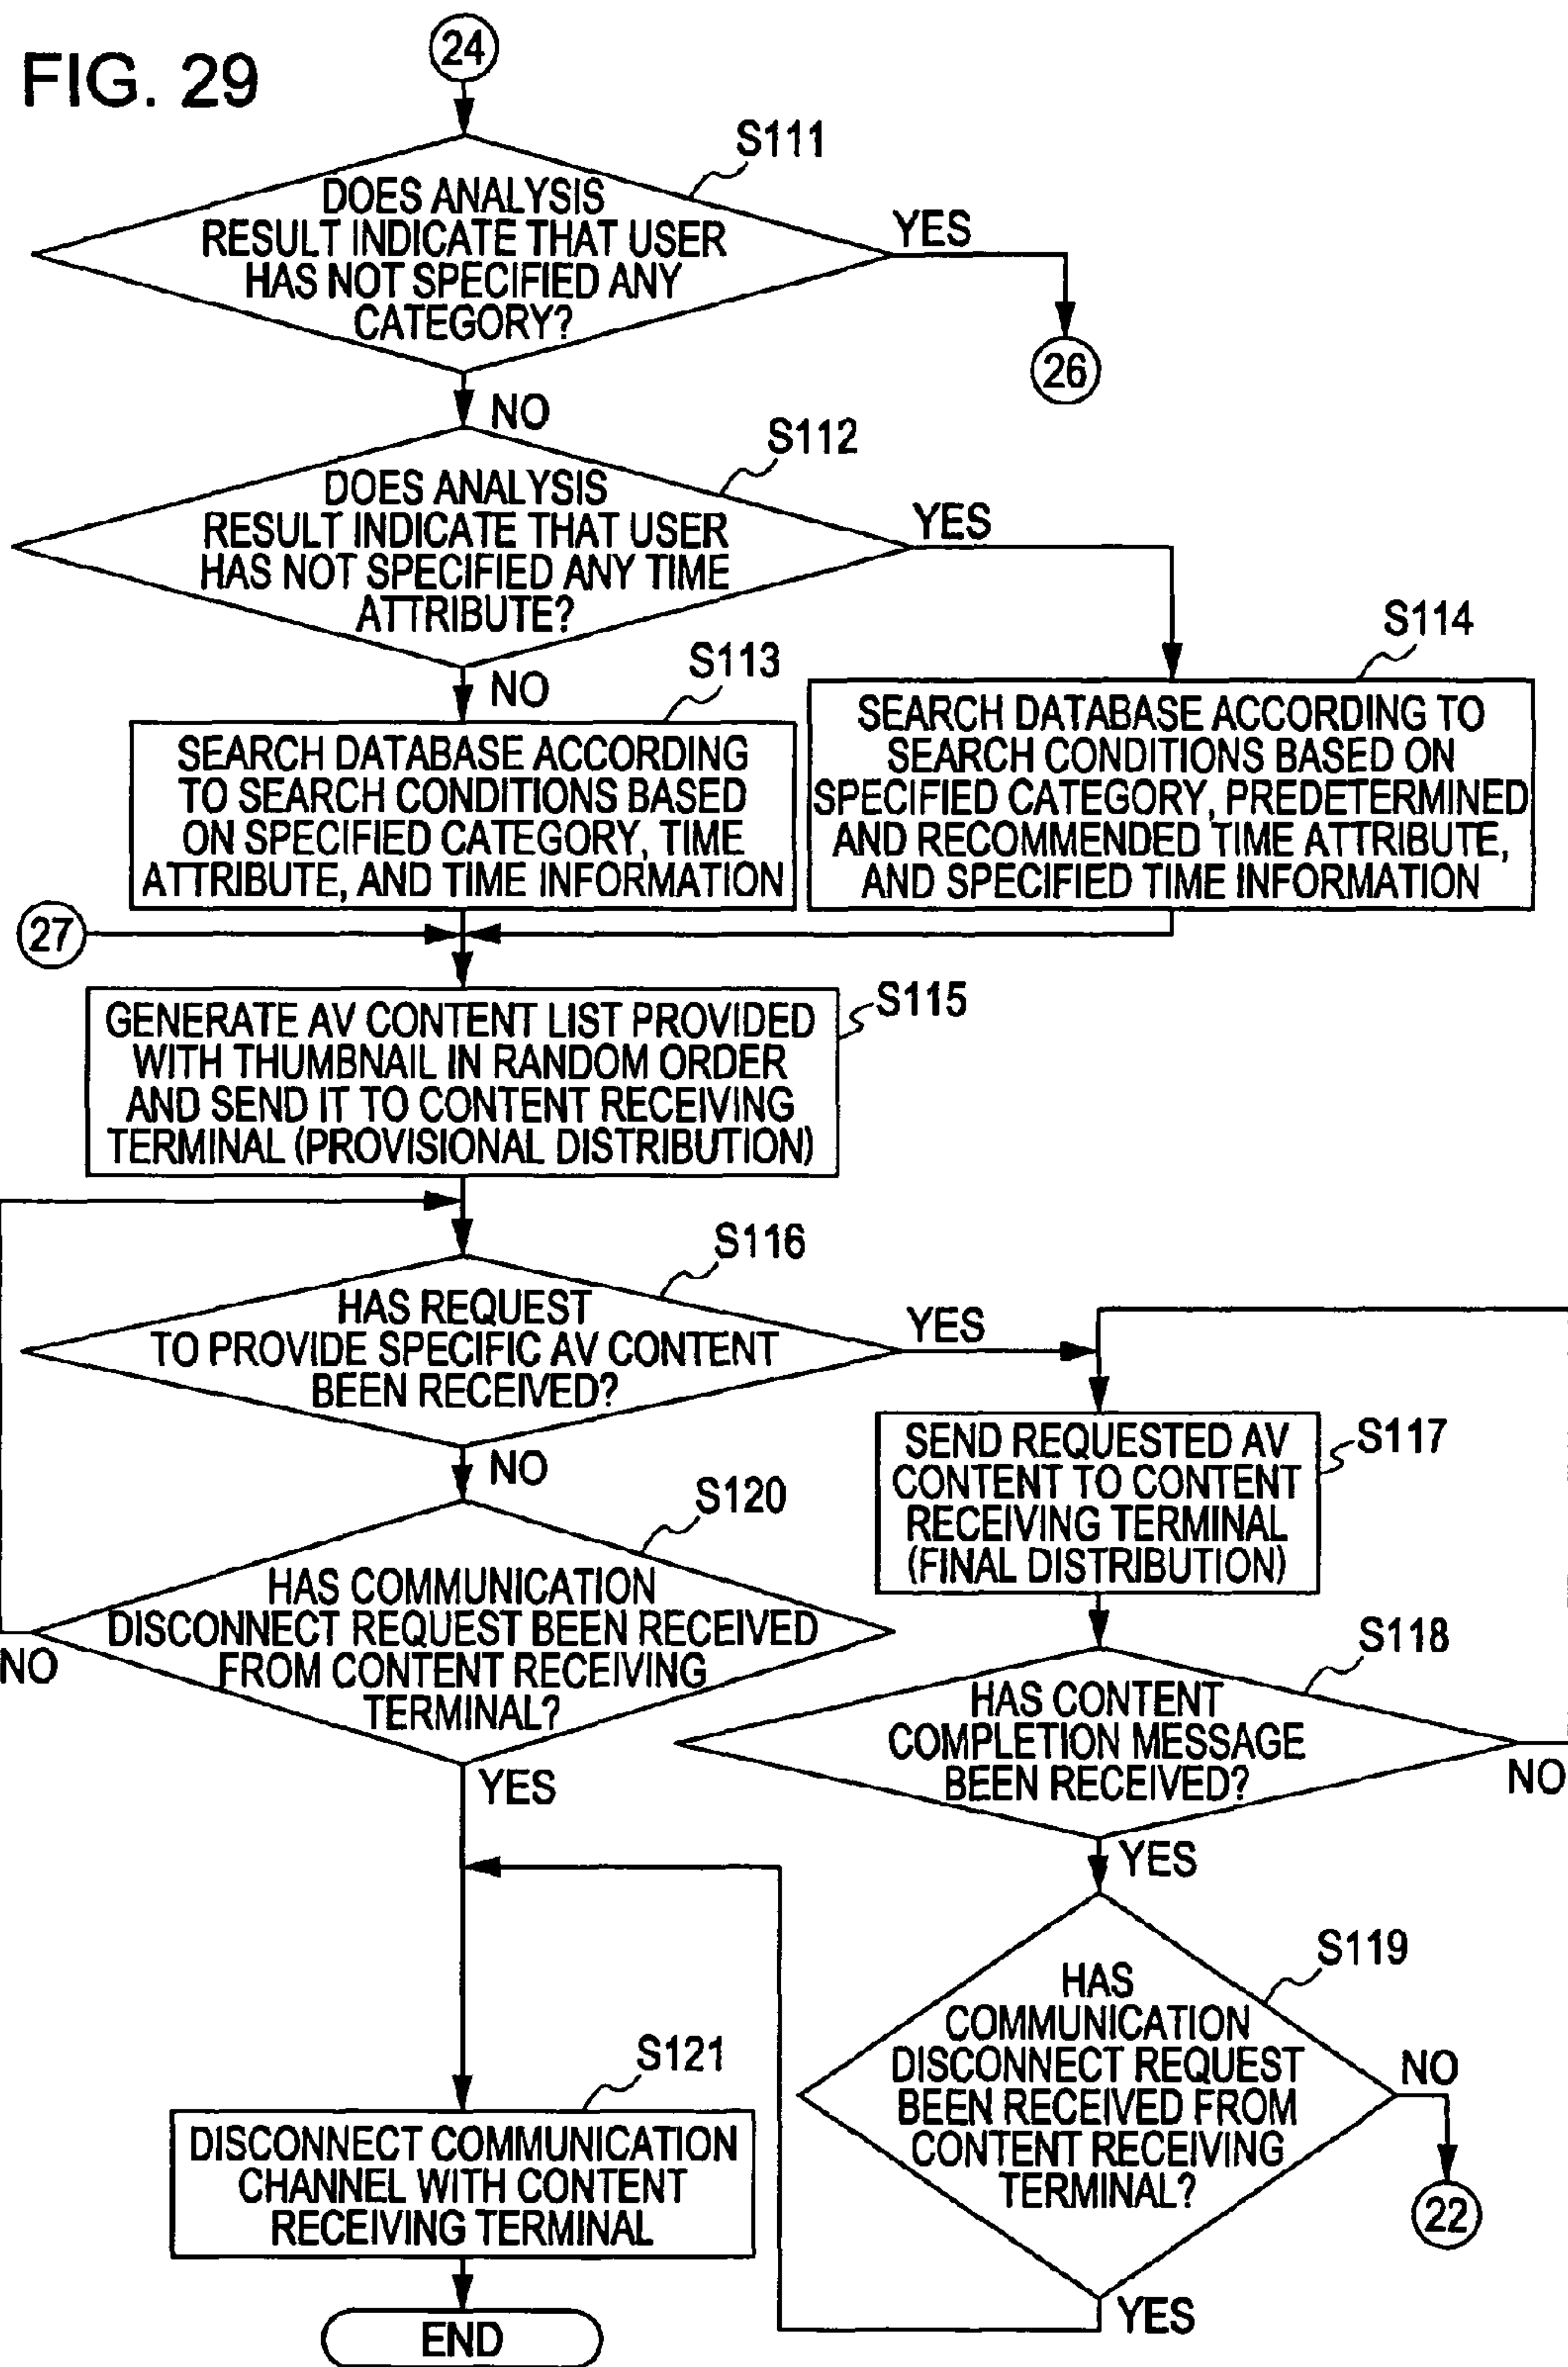 FIG. 29
24
S111
DOES ANALYSIS
RESULT INDICATE THAT USER
HAS NOT SPECIFIED ANY
CATEGORY?
YES
26
NO
S112
DOES ANALYSIS
RESULT INDICATE THAT USER
HAS NOT SPECIFIED ANY TIME
ATTRIBUTE?
YES
NO
S113
SEARCH DATABASE ACCORDING
TO SEARCH CONDITIONS BASED
ON SPECIFIED CATEGORY, TIME
ATTRIBUTE, AND TIME INFORMATION
S114
SEARCH DATABASE ACCORDING TO
SEARCH CONDITIONS BASED ON
SPECIFIED CATEGORY, PREDETERMINED
AND RECOMMENDED TIME ATTRIBUTE,
AND SPECIFIED TIME INFORMATION
27
S115
GENERATE AV CONTENT LIST PROVIDED
WITH THUMBNAIL IN RANDOM ORDER
AND SEND IT TO CONTENT RECEIVING
TERMINAL (PROVISIONAL DISTRIBUTION)
S116
HAS REQUEST
TO PROVIDE SPECIFIC AV CONTENT
BEEN RECEIVED?
YES
NO
S117
SEND REQUESTED AV
CONTENT TO CONTENT
RECEIVING TERMINAL
(FINAL DISTRIBUTION)
S120
HAS COMMUNICATION
DISCONNECT REQUEST BEEN RECEIVED
FROM CONTENT RECEIVING
TERMINAL?
NO
YES
S118
HAS CONTENT
COMPLETION MESSAGE
BEEN RECEIVED?
NO
YES
S119
HAS
COMMUNICATION
DISCONNECT REQUEST
BEEN RECEIVED FROM
CONTENT RECEIVING
TERMINAL?
NO
22
YES
S121
DISCONNECT COMMUNICATION
CHANNEL WITH CONTENT
RECEIVING TERMINAL
END